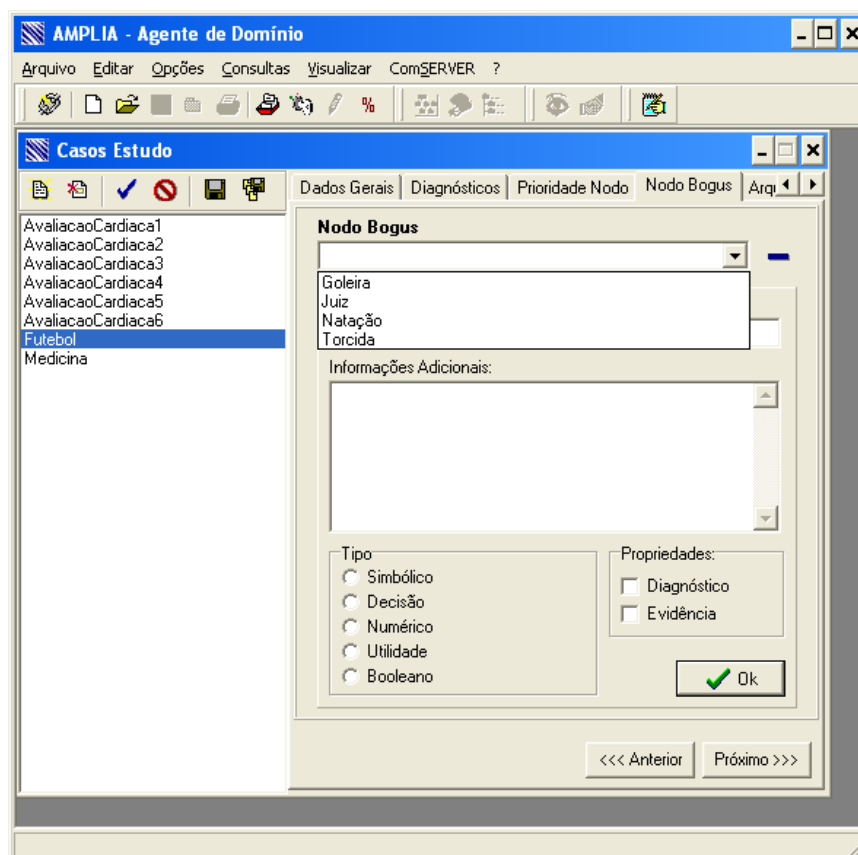 AMPLIA - Agente de Domínio
Arquivo Editar Opções Consultas Visualizar ComSERVER ?
%
Casos Estudo
Dados Gerais Diagnósticos Prioridade Nodo Nodo Bogus Arqu
AvaliacaoCardiaca1
AvaliacaoCardiaca2
AvaliacaoCardiaca3
AvaliacaoCardiaca4
AvaliacaoCardiaca5
AvaliacaoCardiaca6
Futebol
Medicina
Nodo Bogus
Goleira
Juiz
Natação
Torcida
Informações Adicionais:
Tipo
Simbólico
Decisão
Numérico
Utilidade
Booleano
Propriedades:
Diagnóstico
Evidência
Ok
<<< Anterior Próximo >>>